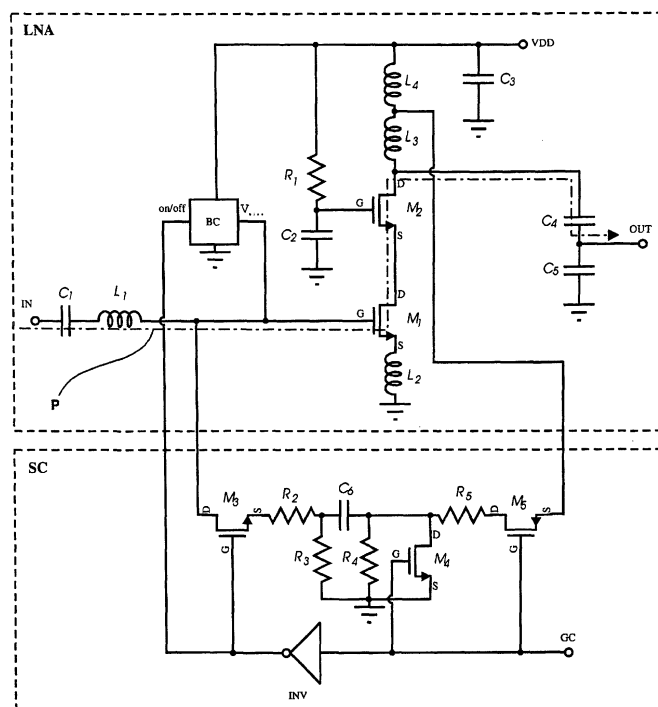 LNA
VDD
L4
C3
L3
R1
on/off
BC
V....
G
D
M2
C2
S
C4
OUT
C5
IN
C1
L1
D
G
M1
S
L2
P
SC
M3
D
S
G
R2
C6
R3
R4
R5
D
G
M4
S
M5
D
S
G
GC
INV